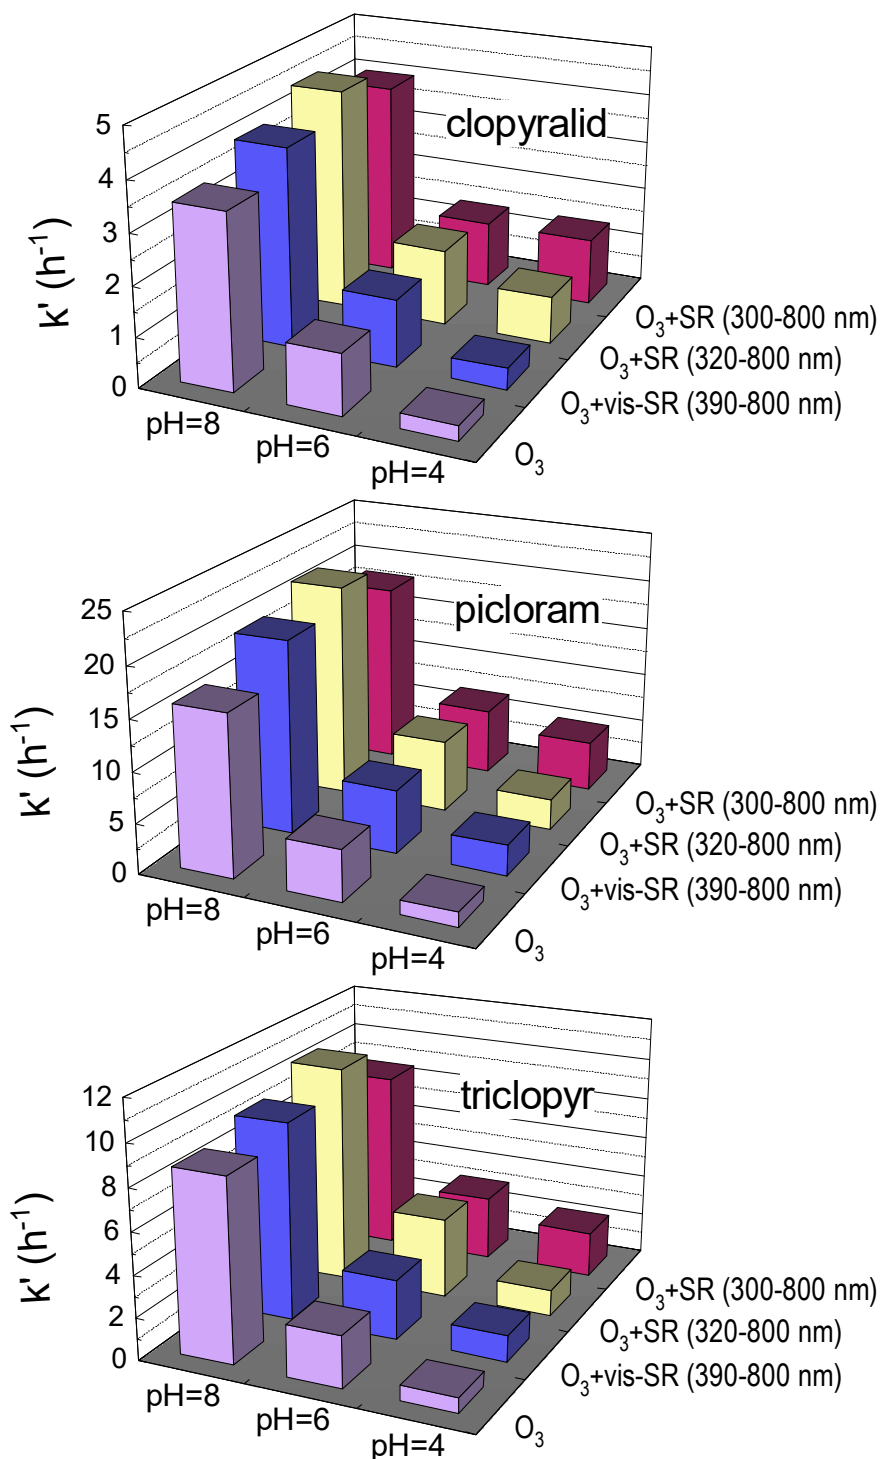 clopyralid
k' (h⁻¹)
5
4
3
2
1
0
pH=8
pH=6
pH=4
O₃+SR (300-800 nm)
O₃+SR (320-800 nm)
O₃+vis-SR (390-800 nm)
O₃
picloram
k' (h⁻¹)
25
20
15
10
5
0
pH=8
pH=6
pH=4
O₃+SR (300-800 nm)
O₃+SR (320-800 nm)
O₃+vis-SR (390-800 nm)
O₃
triclopyr
k' (h⁻¹)
12
10
8
6
4
2
0
pH=8
pH=6
pH=4
O₃+SR (300-800 nm)
O₃+SR (320-800 nm)
O₃+vis-SR (390-800 nm)
O₃